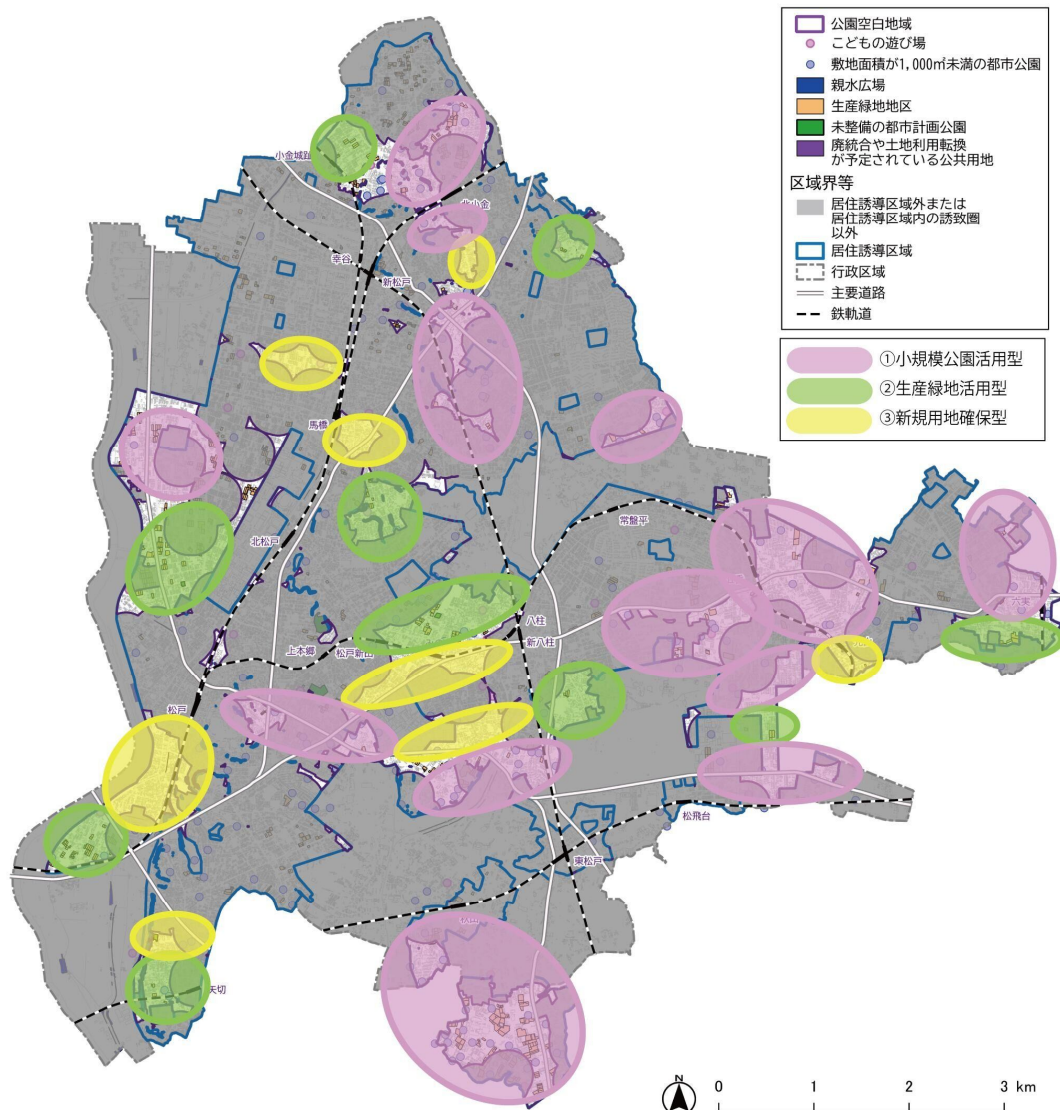 公園空白地域
こどもの遊び場
敷地面積が1,000㎡未満の都市公園
親水広場
生産緑地地区
未整備の都市計画公園
廃統合や土地利用転換
が予定されている公共用地
区域界等
居住誘導区域外または
居住誘導区域内の誘致圏
以外
居住誘導区域
行政区域
主要道路
鉄軌道
①小規模公園活用型
②生産緑地活用型
③新規用地確保型
小金城趾
北小金
幸谷
新松戸
馬橋
北松戸
常盤平
八柱
新八柱
上本郷
松戸新田
松戸
六実
松飛台
東松戸
秋山
矢切
N
0
1
2
3 km